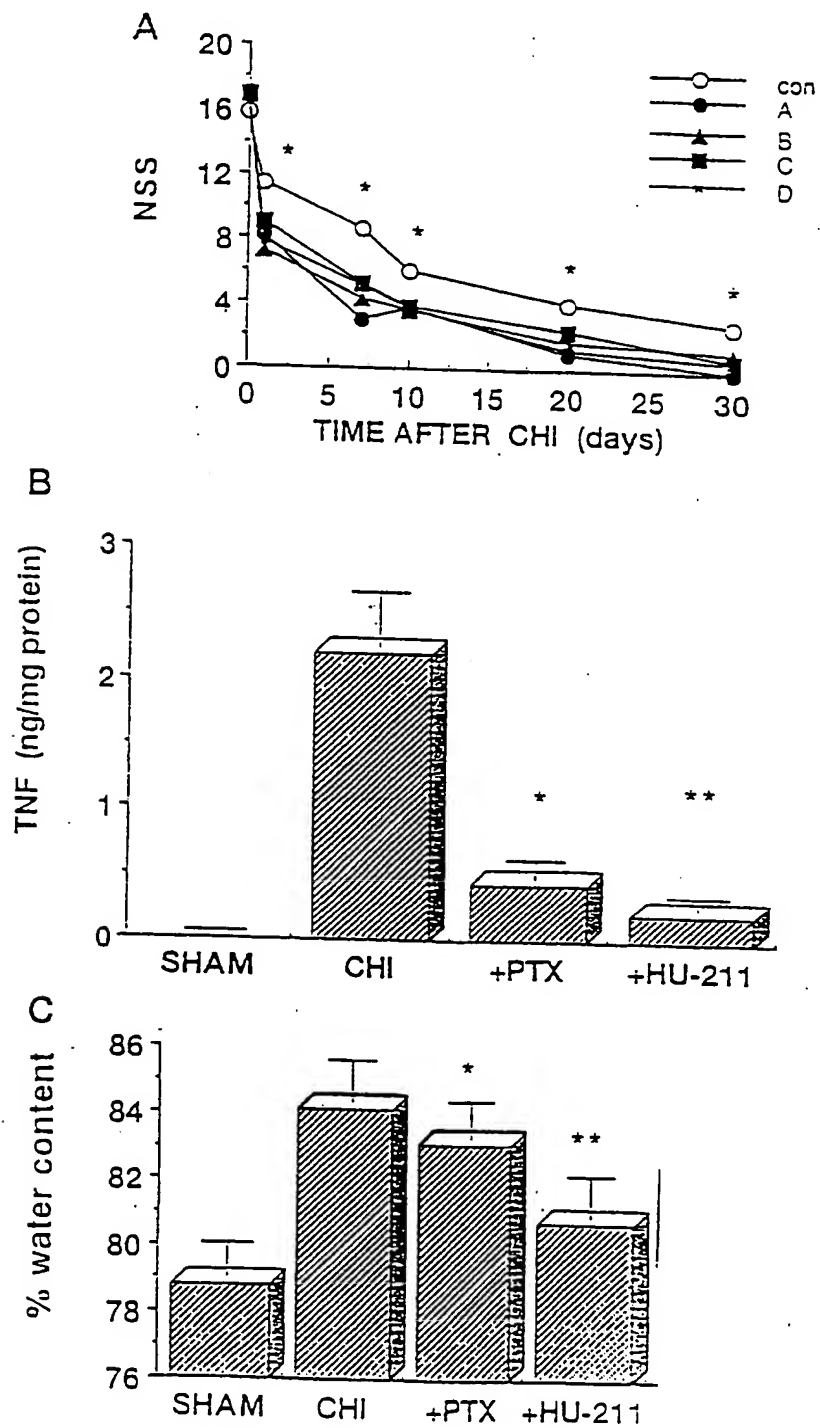 A
20
16
12
8
4
0
NSS
con
A
B
C
* D
* * * * *
0 5 10 15 20 25 30
TIME AFTER CHI (days)
B
3
2
1
0
TNF (ng/mg protein)
* **
SHAM CHI +PTX +HU-211
C
86
84
82
80
78
76
% water content
* **
SHAM CHI +PTX +HU-211